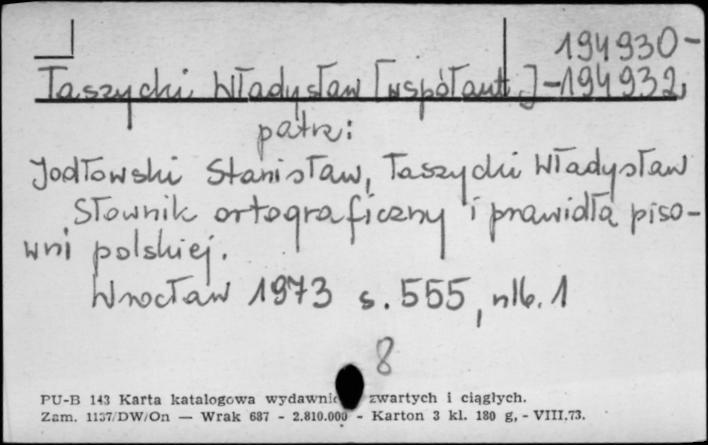 194930-
Taszycki Władysław [współaut.] -194932,
patrz:
Jodłowski Stanisław, Taszycki Władysław
Słownik ortograficzny i prawidła piso-
wni polskiej.
Wrocław 1973 s. 555, nlb. 1
8
PU-B 143 Karta katalogowa zwartych i ciągłych.
Zam. 1137/DW/On — Wrak 687 - 2.810.000 - Karton 3 kl. 180 g, - VIII.73.